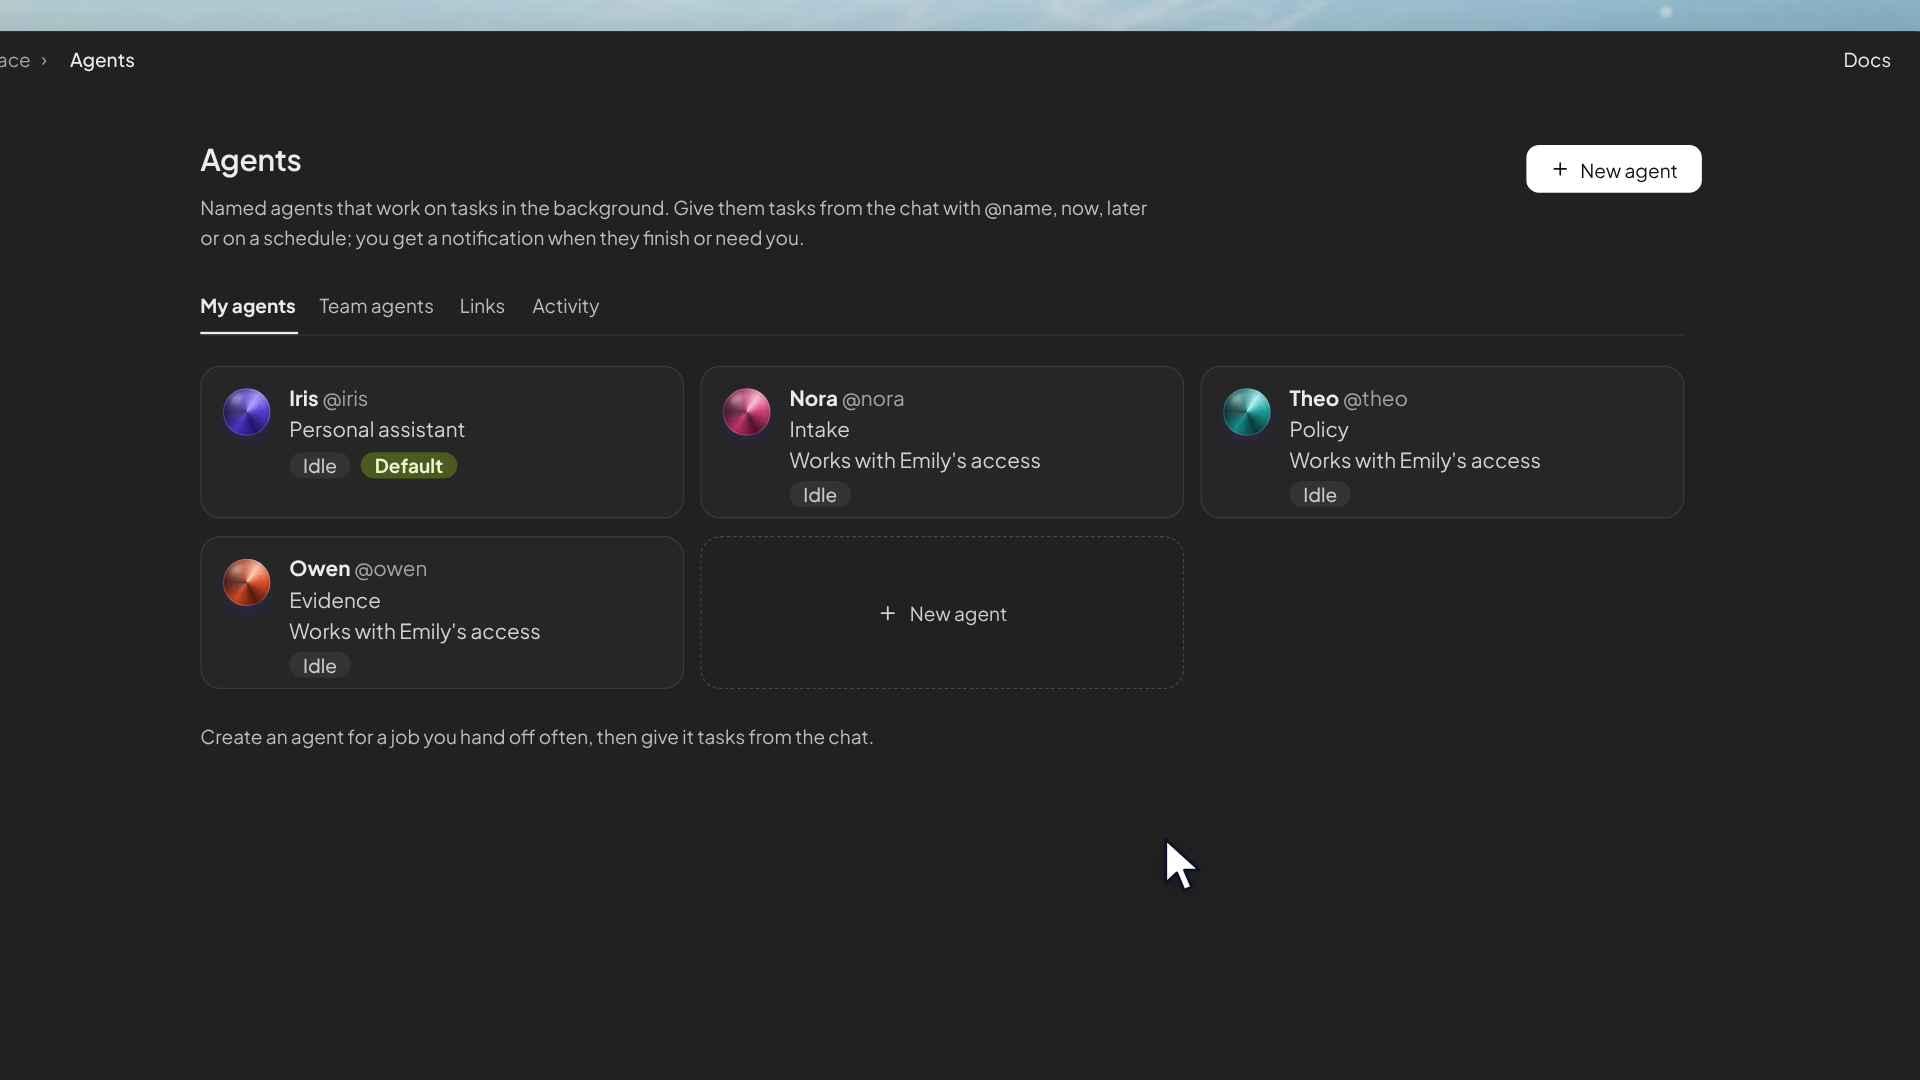 Agents
Docs
Agents
+ New agent
Named agents that work on tasks in the background. Give them tasks from the chat with @name, now, later
or on a schedule; you get a notification when they finish or need you.
My agents
Team agents
Links
Activity
Iris @iris
Personal assistant
Idle
Default
Nora @nora
Intake
Works with Emily's access
Idle
Theo @theo
Policy
Works with Emily's access
Idle
Owen @owen
Evidence
Works with Emily's access
Idle
+ New agent
Create an agent for a job you hand off often, then give it tasks from the chat.